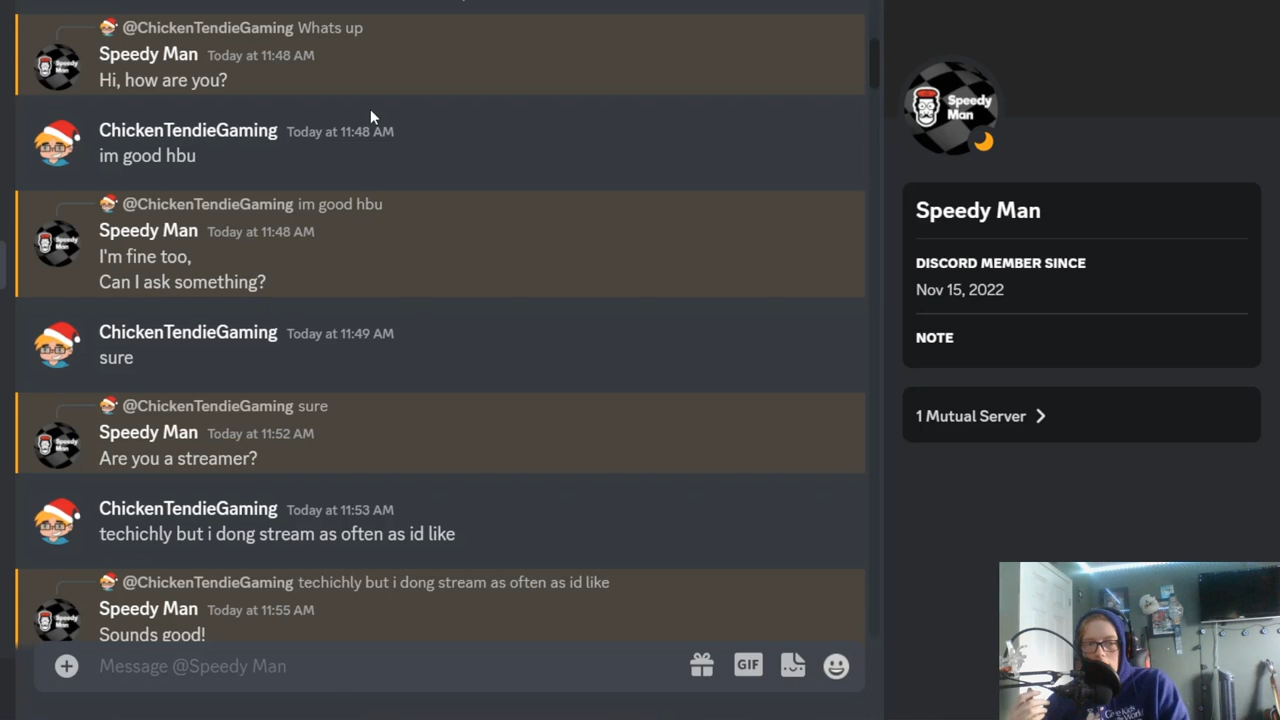 @ChickenTendieGaming Whats up
Speedy Man Today at 11:48 AM
Hi, how are you?
ChickenTendieGaming Today at 11:48 AM
im good hbu
@ChickenTendieGaming im good hbu
Speedy Man Today at 11:48 AM
I'm fine too,
Can I ask something?
ChickenTendieGaming Today at 11:49 AM
sure
@ChickenTendieGaming sure
Speedy Man Today at 11:52 AM
Are you a streamer?
ChickenTendieGaming Today at 11:53 AM
techichly but i dong stream as often as id like
@ChickenTendieGaming techichly but i dong stream as often as id like
Speedy Man Today at 11:55 AM
Sounds good!
Message @Speedy Man
GIF
Speedy
Man
Speedy Man
DISCORD MEMBER SINCE
Nov 15, 2022
NOTE
1 Mutual Server